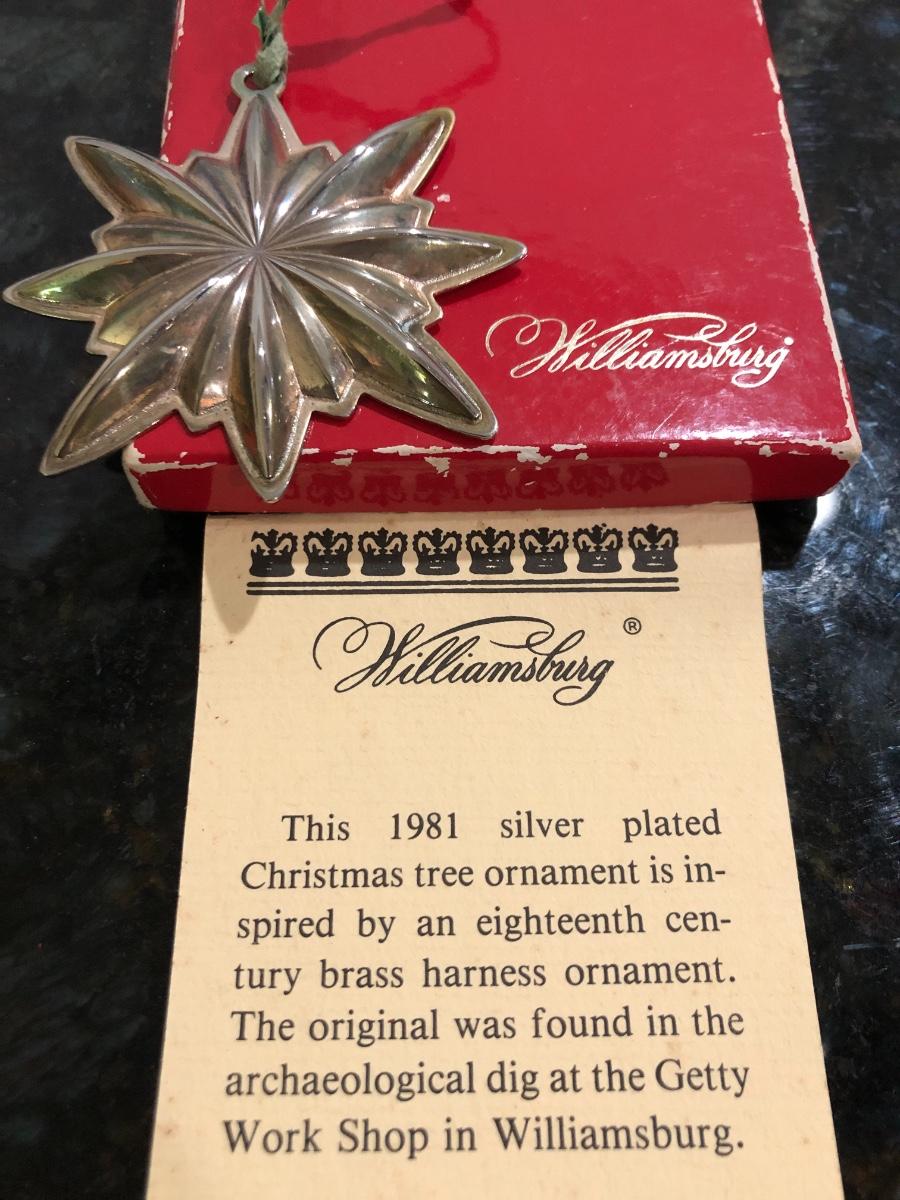 Williamsburg
Williamsburg ®
This 1981 silver plated
Christmas tree ornament is in-
spired by an eighteenth cen-
tury brass harness ornament.
The original was found in the
archaeological dig at the Getty
Work Shop in Williamsburg.